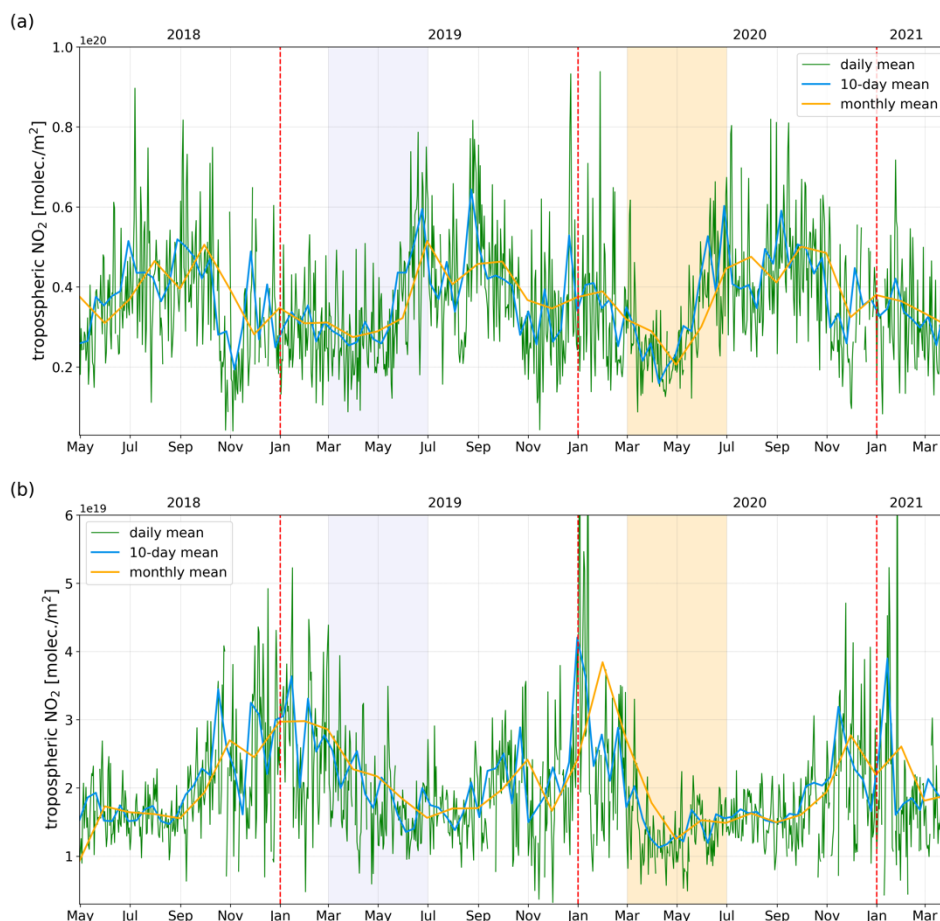 (a)
2018 2019 2020 2021
1e20
1.0
0.8
0.6
0.4
0.2
tropospheric NO₂ [molec./m²]
daily mean
10-day mean
monthly mean
May Jul Sep Nov Jan Mar May Jul Sep Nov Jan Mar May Jul Sep Nov Jan Mar
(b)
2018 2019 2020 2021
1e19
6
5
4
3
2
1
tropospheric NO₂ [molec./m²]
daily mean
10-day mean
monthly mean
May Jul Sep Nov Jan Mar May Jul Sep Nov Jan Mar May Jul Sep Nov Jan Mar